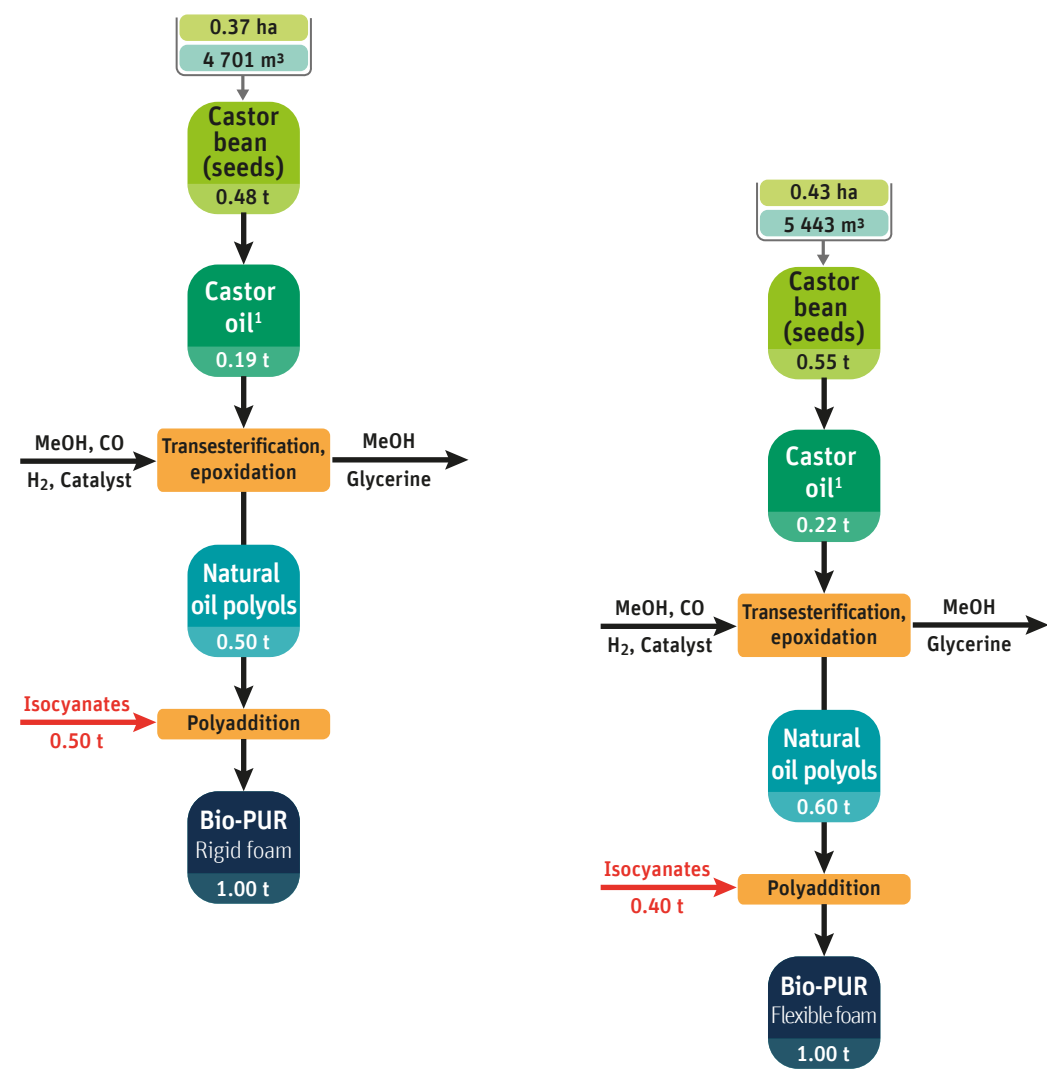 0.37 ha
4 701 m³
Castor
bean
(seeds)
0.48 t
Castor
oil¹
0.19 t
MeOH, CO
H₂, Catalyst
Transesterification,
epoxidation
MeOH
Glycerine
Natural
oil polyols
0.50 t
Isocyanates
0.50 t
Polyaddition
Bio-PUR
Rigid foam
1.00 t
0.43 ha
5 443 m³
Castor
bean
(seeds)
0.55 t
Castor
oil¹
0.22 t
MeOH, CO
H₂, Catalyst
Transesterification,
epoxidation
MeOH
Glycerine
Natural
oil polyols
0.60 t
Isocyanates
0.40 t
Polyaddition
Bio-PUR
Flexible foam
1.00 t